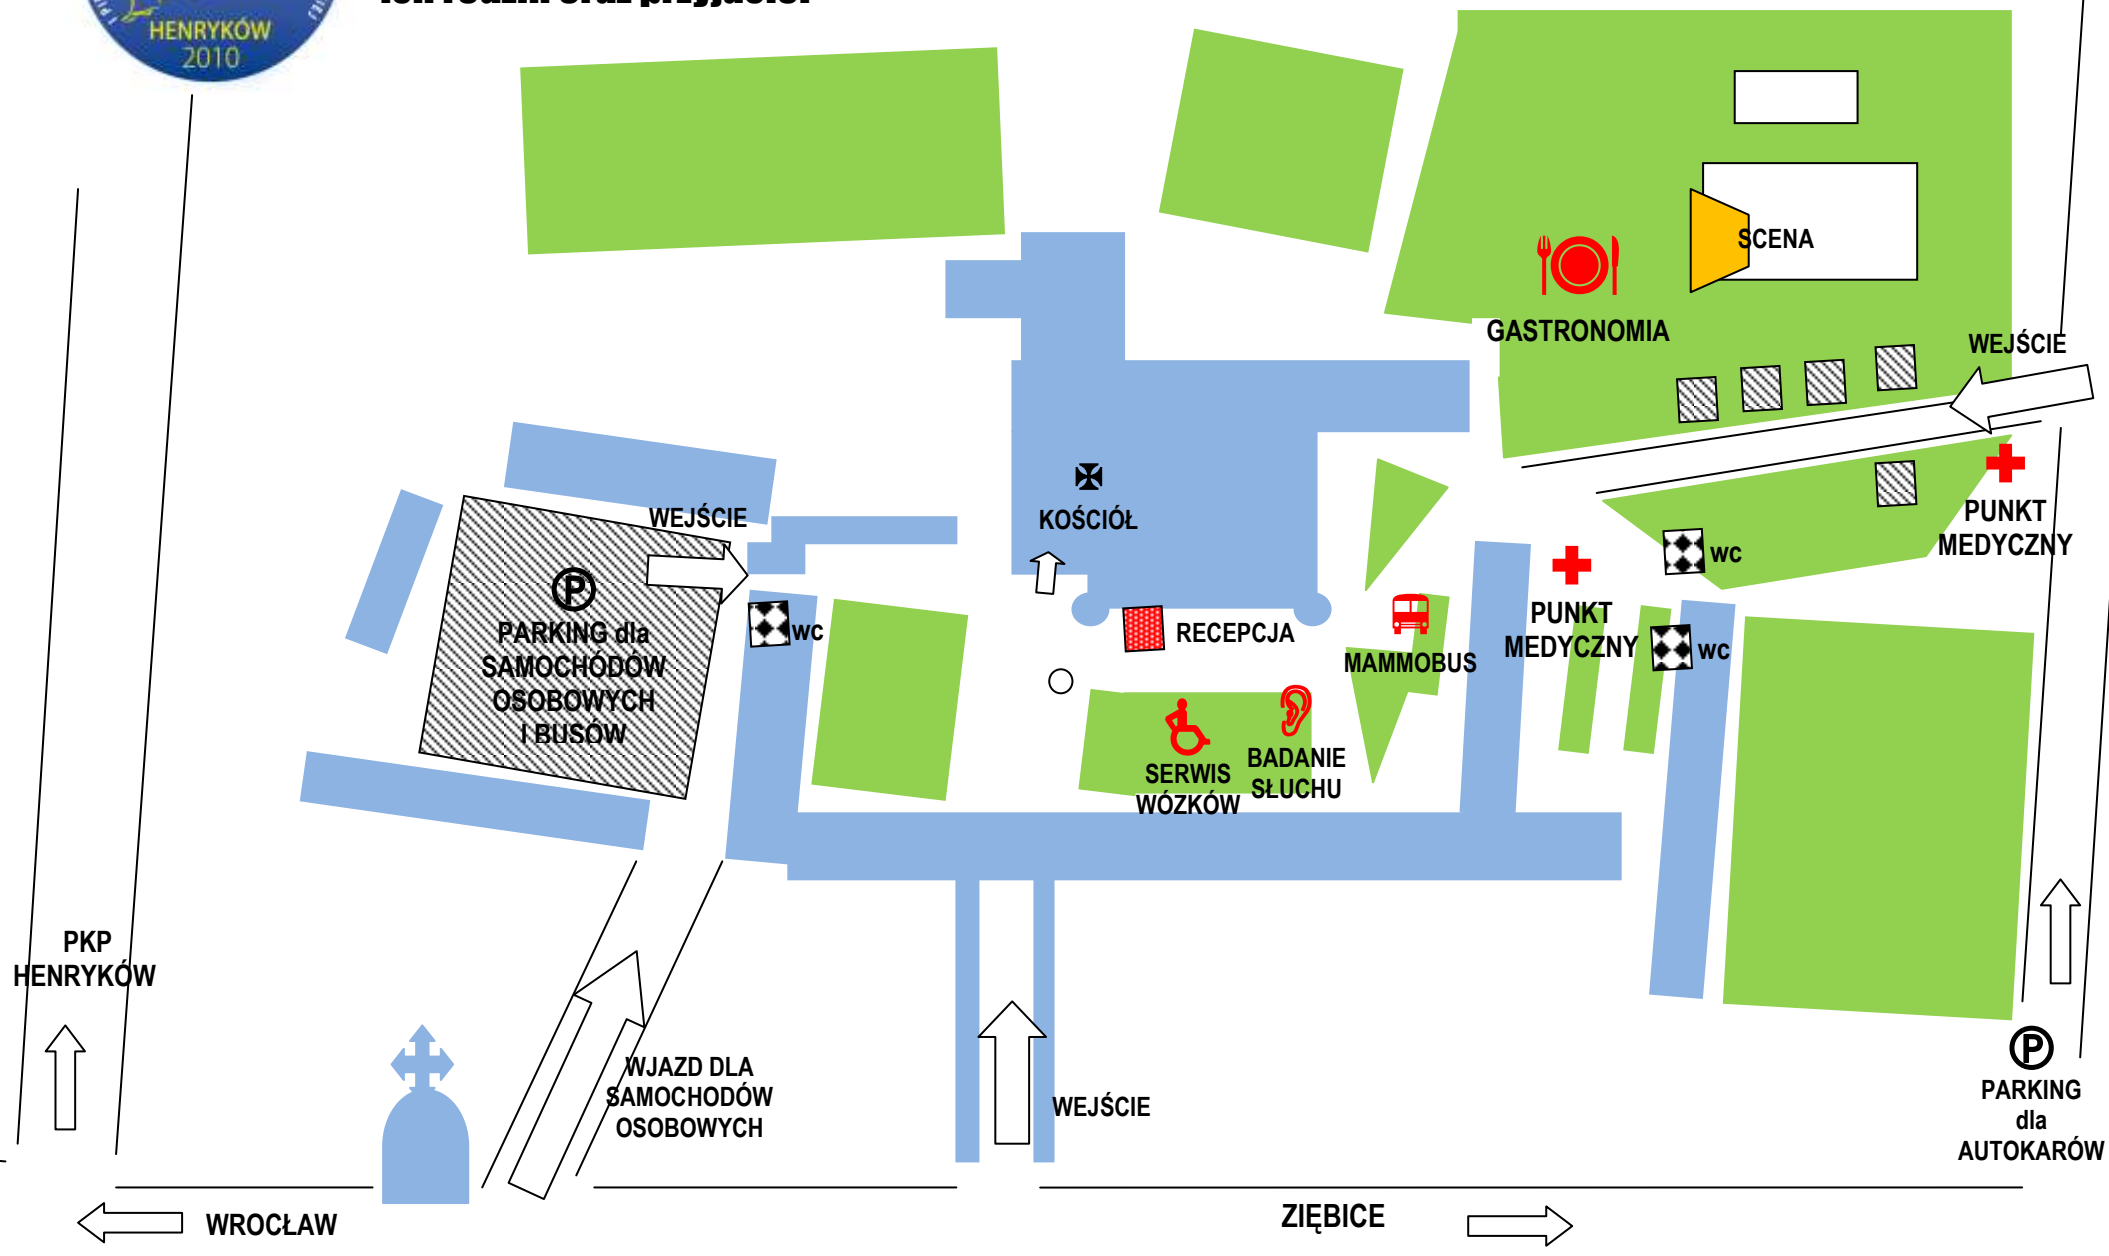 HENRYKÓW
2010
SCENA
GASTRONOMIA
WEJŚCIE
WEJŚCIE
KOŚCIÓŁ
PUNKT
MEDYCZNY
wc
wc
RECEPCJA
PUNKT
MEDYCZNY
wc
MAMMOBUS
P
PARKING dla
SAMOCHODÓW
OSOBOWYCH
I BUSÓW
SERWIS
WÓZKÓW
BADANIE
SŁUCHU
PKP
HENRYKÓW
WJAZD DLA
SAMOCHODÓW
OSOBOWYCH
WEJŚCIE
P
PARKING
dla
AUTOKARÓW
WROCŁAW
ZIĘBICE